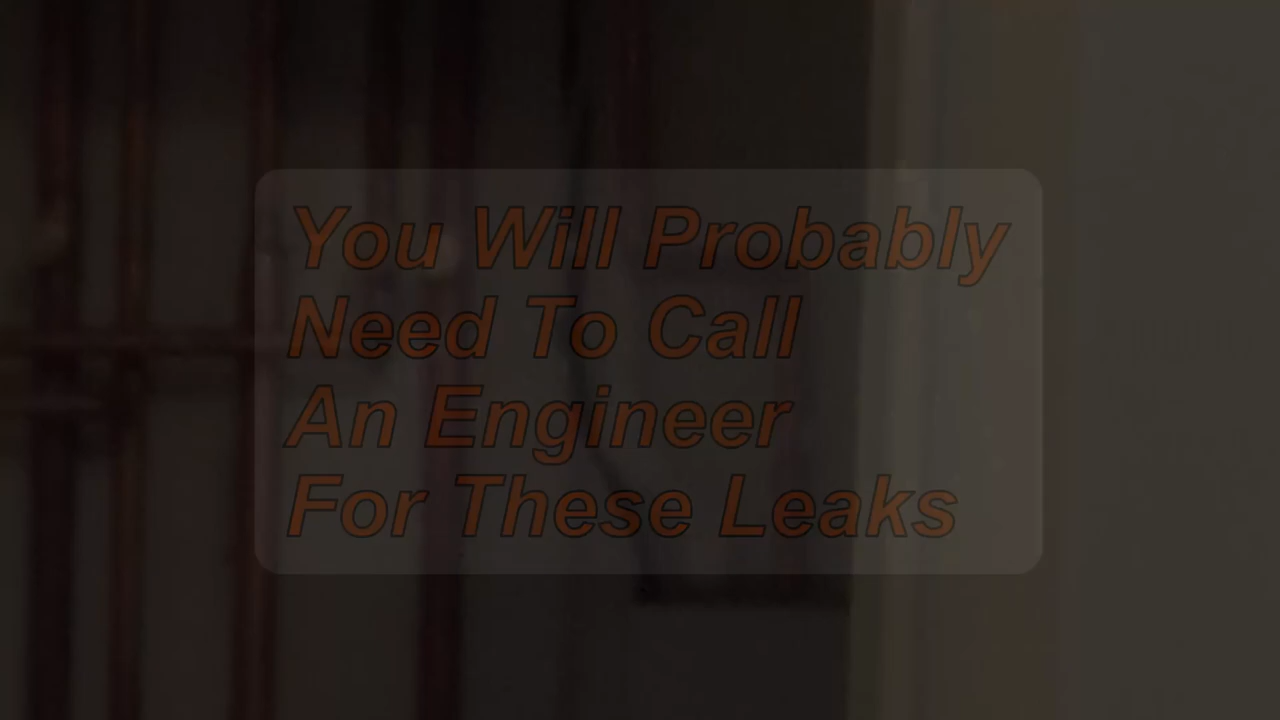 You Will Probably
Need To Call
An Engineer
For These Leaks